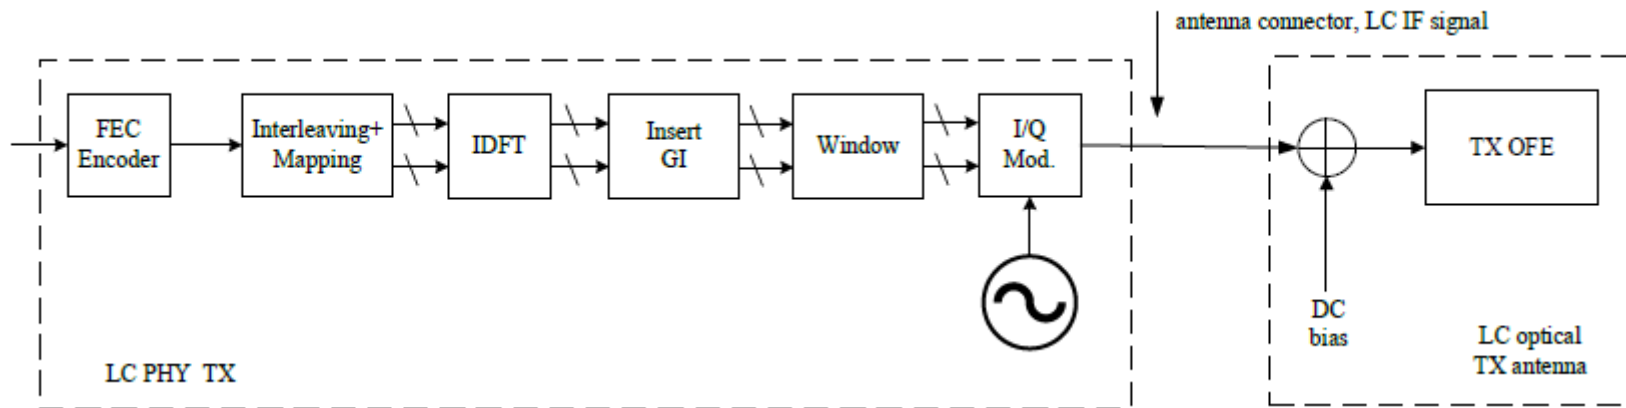 antenna connector, LC IF signal
FEC
Encoder
Interleaving+
Mapping
IDFT
Insert
GI
Window
I/Q
Mod.
TX OFE
DC
bias
LC optical
TX antenna
LC PHY TX